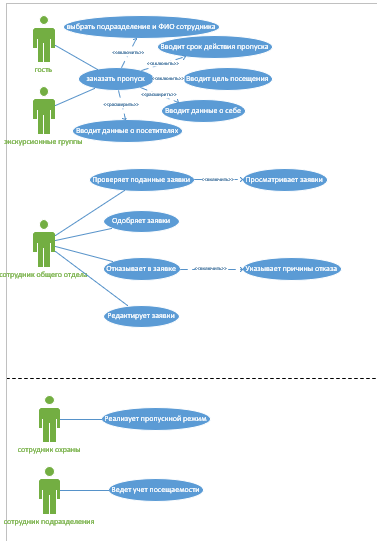 выбрать подразделение и ФИО сотрудника
<<включить>>
Вводит срок действия пропуска
<<включить>>
гость
заказать пропуск
<<включить>>
Вводит цель посещения
<<расширить>>
<<расширить>>
Вводит данные о себе
Вводит данные о посетителях
экскурсионные группы
Проверяет поданные заявки
<<включить>>
Просматривает заявки
Одобряет заявки
сотрудник общего отдела
Отказывает в заявке
<<включить>>
Указывает причины отказа
Редактирует заявки
Реализует пропускной режим
сотрудник охраны
Ведет учет посещаемости
сотрудник подразделения